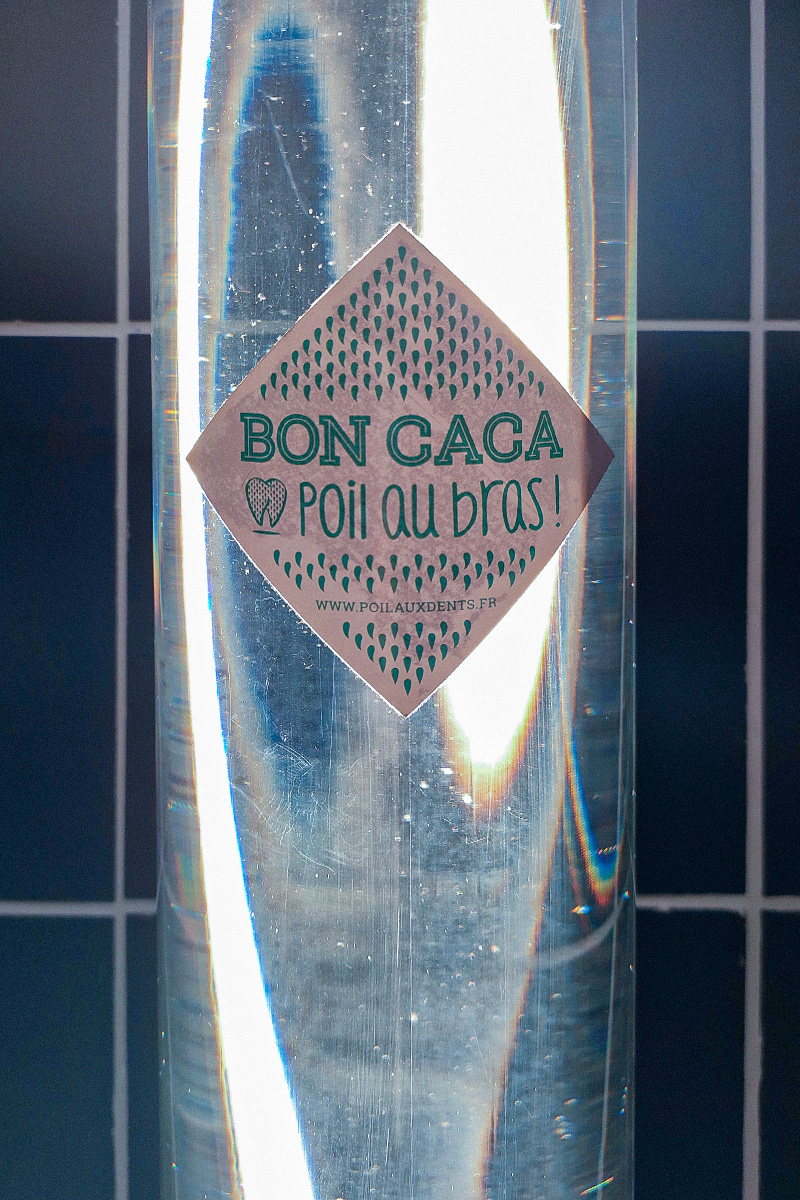 BON CACA
poil au bras !
WWW.POILAUXDENTS.FR